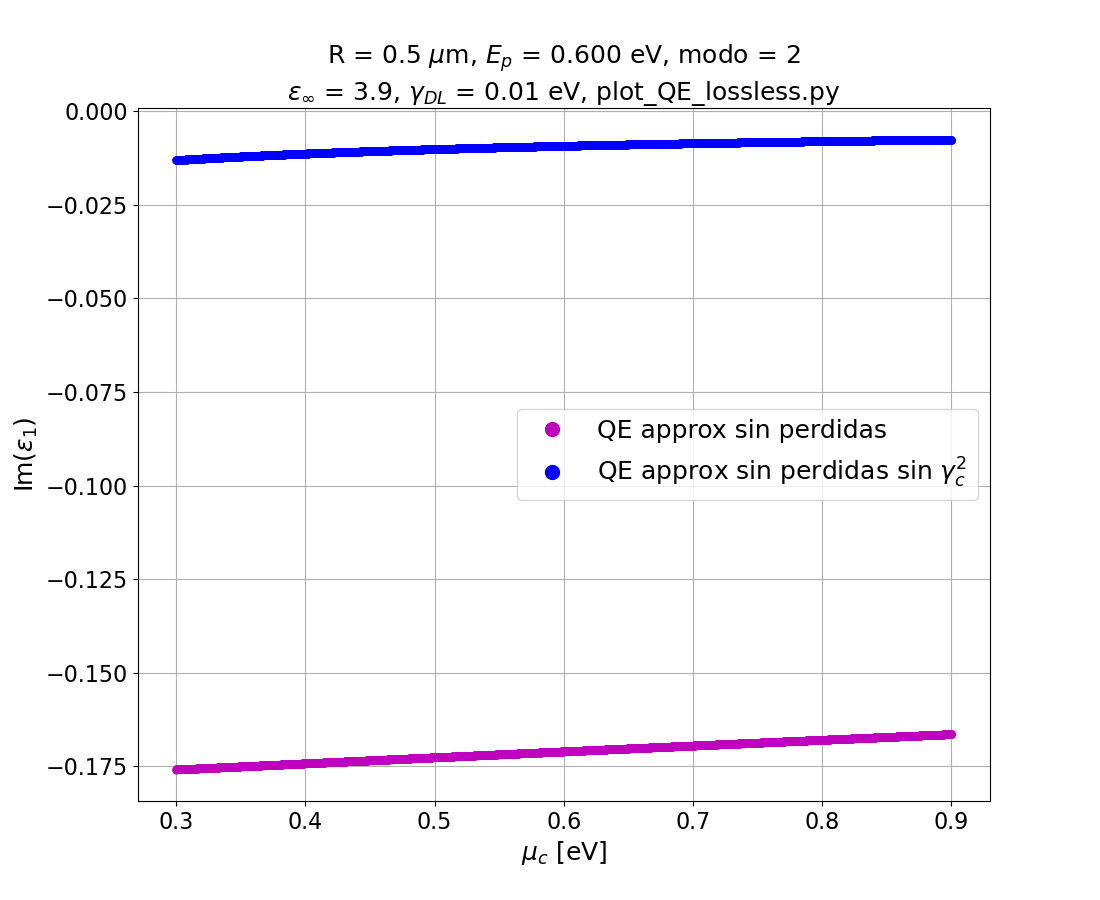 R = 0.5 μm, E_p = 0.600 eV, modo = 2
ε_∞ = 3.9, γ_DL = 0.01 eV, plot_QE_lossless.py
0.000
−0.025
−0.050
−0.075
−0.100
−0.125
−0.150
−0.175
Im(ε_1)
QE approx sin perdidas
QE approx sin perdidas sin γ_c^2
0.3 0.4 0.5 0.6 0.7 0.8 0.9
μ_c [eV]